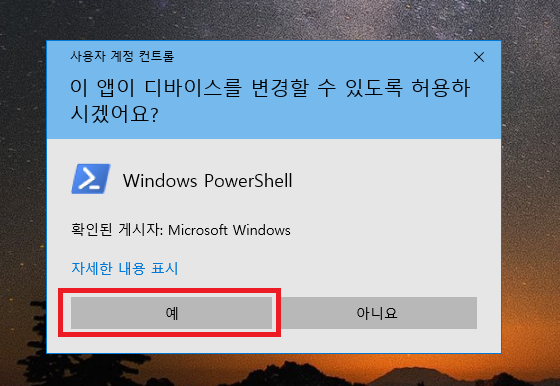 사용자 계정 컨트롤
이 앱이 디바이스를 변경할 수 있도록 허용하
시겠어요?
Windows PowerShell
확인된 게시자: Microsoft Windows
자세한 내용 표시
예
아니요